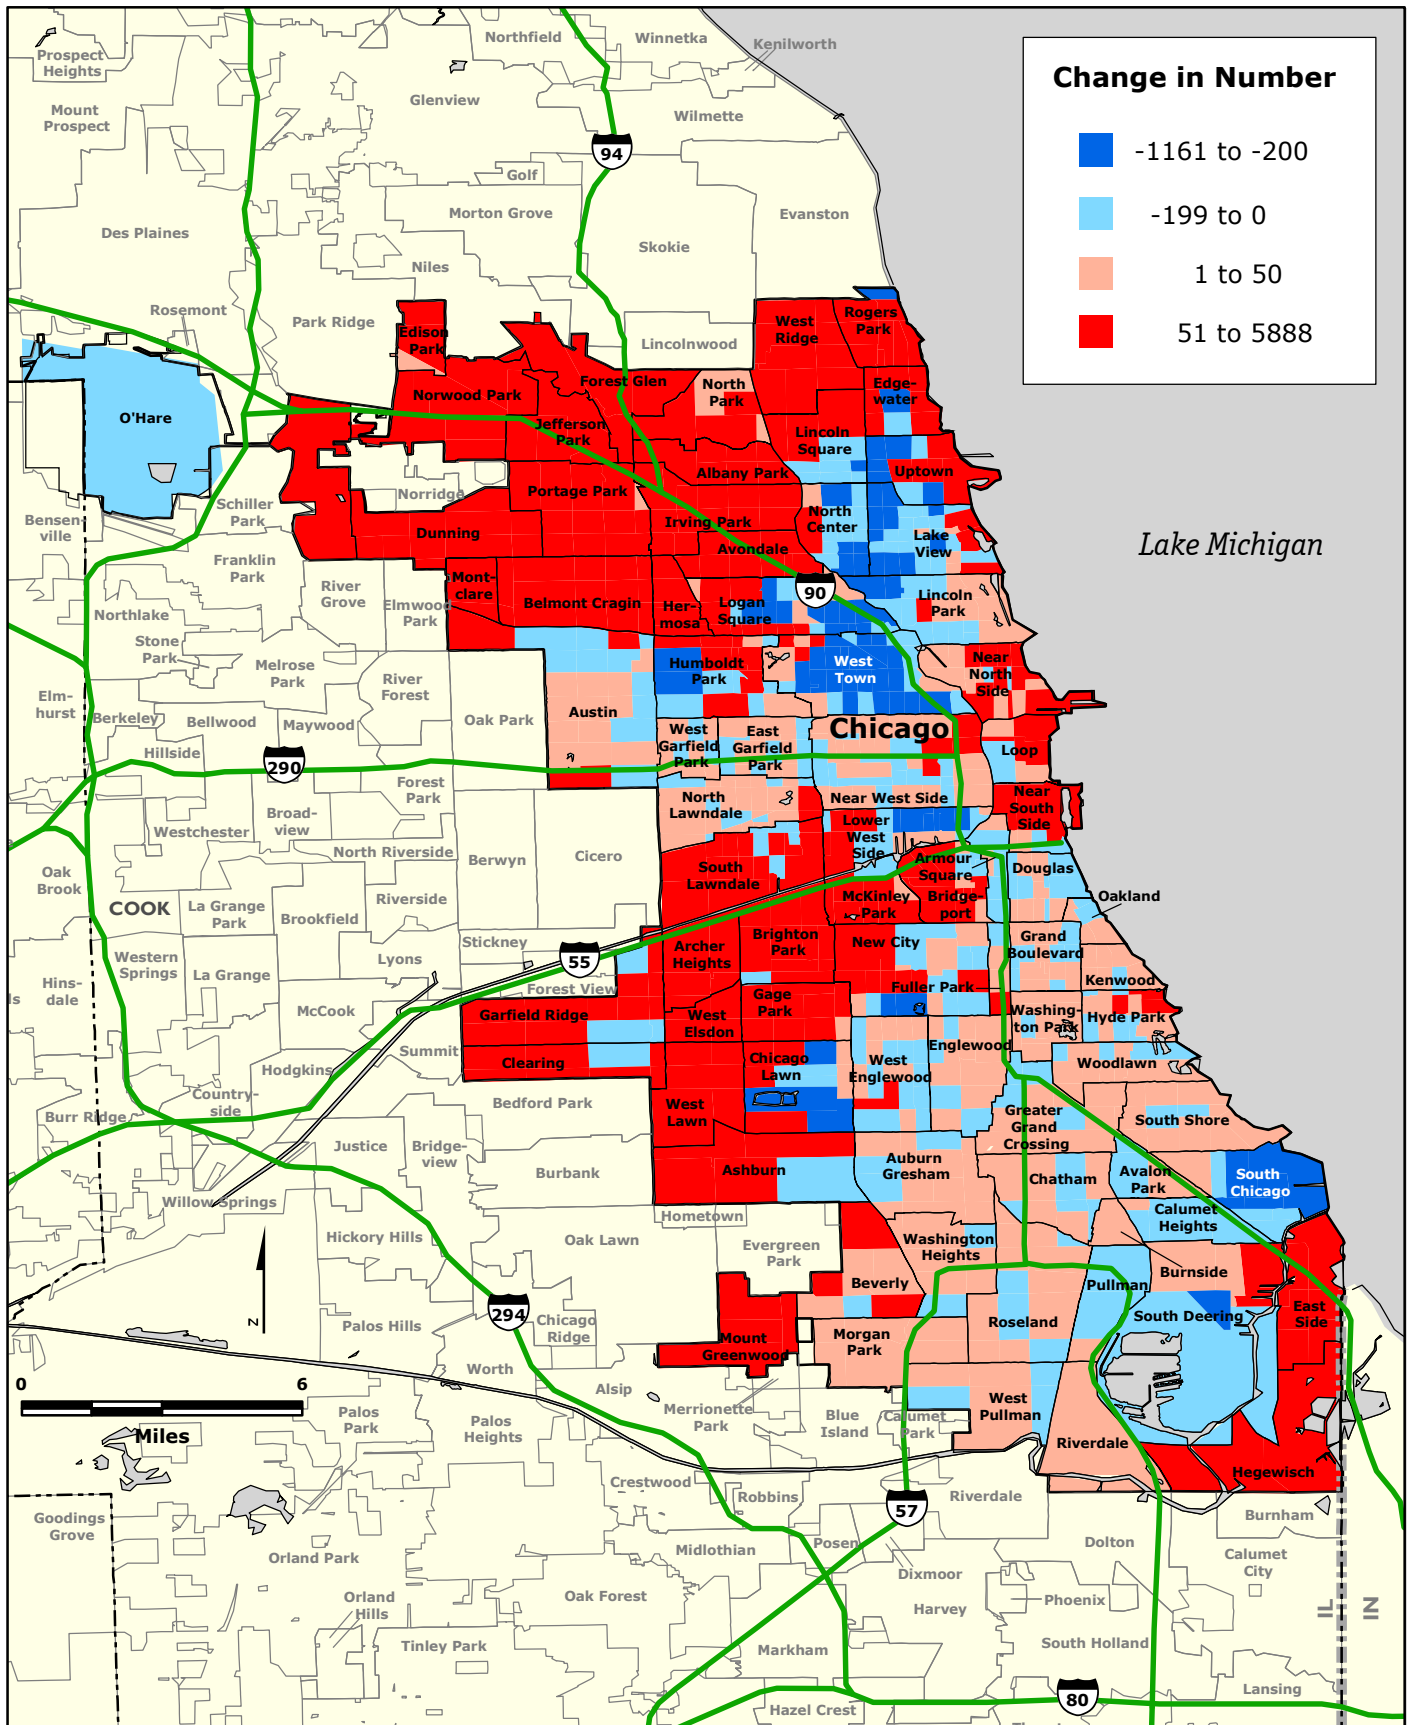 Change in Number
-1161 to -200
-199 to 0
1 to 50
51 to 5888
Northfield
Winnetka
Kenilworth
Prospect
Heights
Glenview
Mount
Prospect
Wilmette
94
Golf
Morton Grove
Evanston
Des Plaines
Skokie
Niles
Rosemont
Park Ridge
Lincolnwood
Edison
Park
West
Ridge
Rogers
Park
Forest Glen
North
Park
Edge-
water
Norwood Park
O'Hare
Jefferson
Park
Lincoln
Square
Albany Park
Uptown
Norridge
Portage Park
Schiller
Park
Bensen-
ville
Irving Park
North
Center
Dunning
Lake
View
Avondale
Lake Michigan
Franklin
Park
River
Grove
Elmwood
Park
Mont-
clare
Belmont Cragin
Her-
mosa
Logan
Square
90
Lincoln
Park
Northlake
Stone
Park
Melrose
Park
River
Forest
Humboldt
Park
West
Town
Near
North
Side
Elm-
hurst
Berkeley
Bellwood
Maywood
Oak Park
Austin
West
Garfield
Park
East
Garfield
Park
Chicago
Loop
Hillside
290
Forest
Park
Near West Side
Near
South
Side
North
Lawndale
Broad-
view
Westchester
Lower
West
Side
North Riverside
Berwyn
Cicero
Oak
Brook
South
Lawndale
Armour
Square
Douglas
Oakland
COOK
La Grange
Park
Brookfield
Riverside
McKinley
Park
Bridge-
port
Stickney
55
Archer
Heights
Brighton
Park
New City
Grand
Boulevard
Western
Springs
La Grange
Lyons
Forest View
Fuller Park
Kenwood
Hins-
dale
ls
McCook
Garfield Ridge
West
Elsdon
Gage
Park
Washing-
ton Park
Hyde Park
Summit
Clearing
Chicago
Lawn
West
Englewood
Englewood
Woodlawn
Hodgkins
Country-
side
Burr Ridge
Bedford Park
West
Lawn
Greater
Grand
Crossing
South Shore
Justice
Bridge-
view
Burbank
Ashburn
Auburn
Gresham
Chatham
Avalon
Park
South
Chicago
Willow Springs
Hometown
Calumet
Heights
Hickory Hills
Oak Lawn
Evergreen
Park
Washington
Heights
Beverly
Burnside
Pullman
N
294
Palos Hills
Chicago
Ridge
Mount
Greenwood
Morgan
Park
Roseland
South Deering
East
Side
Worth
Alsip
0
6
Miles
Palos
Park
Palos
Heights
Merrionette
Park
Blue
Island
Calumet
Park
West
Pullman
Riverdale
Hegewisch
Crestwood
Robbins
57
Riverdale
Goodings
Grove
Burnham
Orland Park
Midlothian
Posen
Dixmoor
Dolton
Calumet
City
Orland
Hills
Oak Forest
Harvey
Phoenix
IL
IN
Tinley Park
Markham
South Holland
80
Hazel Crest
Lansing